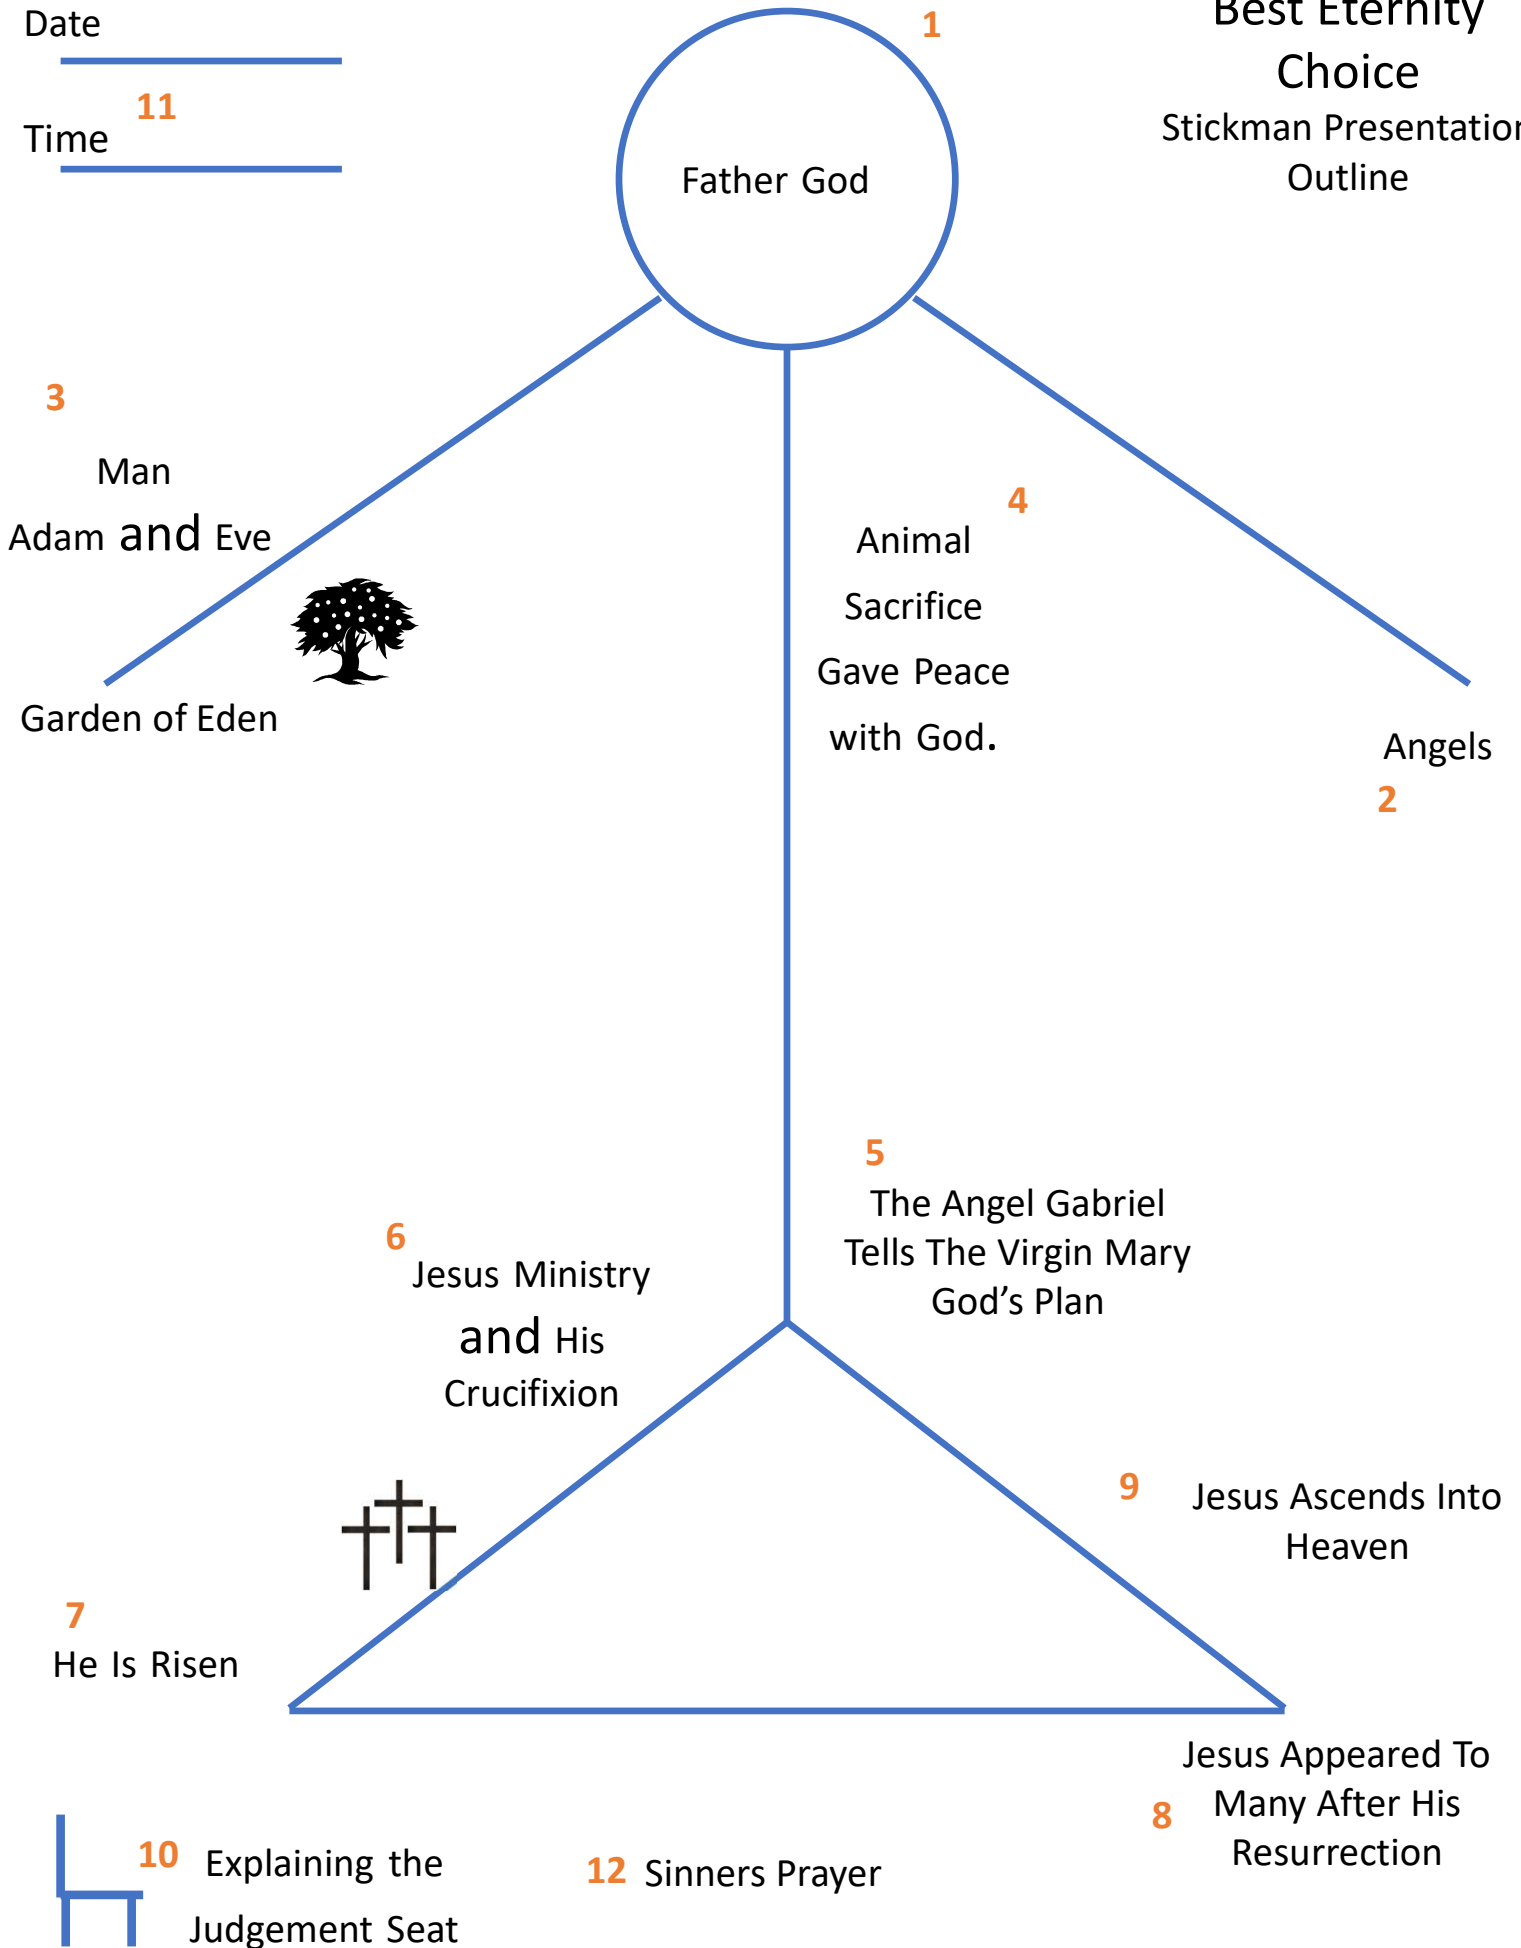 Date
11
Time
1
Father God
Best Eternity
Choice
Stickman Presentation
Outline
3
Man
Adam and Eve
Garden of Eden
4
Animal
Sacrifice
Gave Peace
with God.
Angels
2
5
The Angel Gabriel
Tells The Virgin Mary
God’s Plan
6
Jesus Ministry
and His
Crucifixion
9
Jesus Ascends Into
Heaven
7
He Is Risen
Jesus Appeared To
8 Many After His
Resurrection
10 Explaining the
Judgement Seat
12 Sinners Prayer